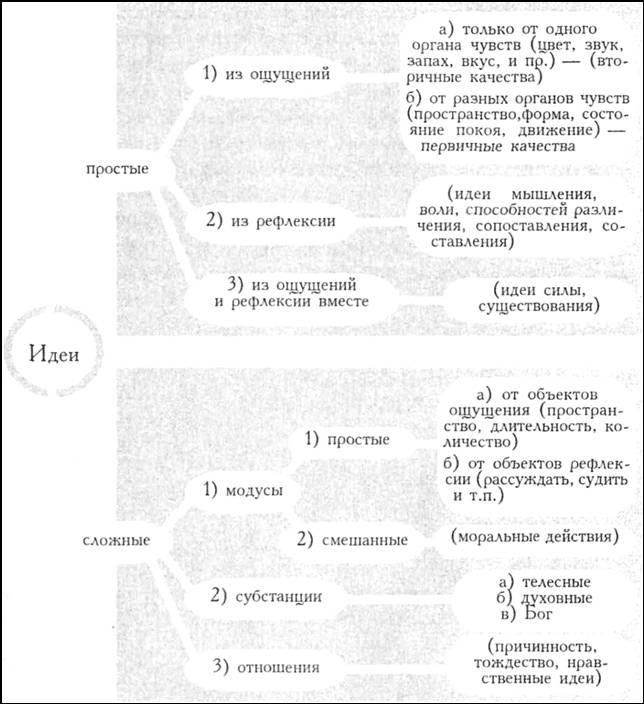 а) только от одного
органа чувств (цвет, звук,
запах, вкус, и пр.) — (вто-
ричные качества)
1) из ощущений
б) от разных органов чувств
(пространство,форма, состо-
яние покоя, движение) —
первичные качества
простые
(идеи мышления,
воли, способностей разли-
чения, сопоставления, со-
ставления)
2) из рефлексии
3) из ощущений
и рефлексии вместе
(идеи силы,
существования)
Идеи
а) от объектов
ощущения (простран-
ство, длительность, ко-
личество)
1) простые
б) от объектов рефлек-
сии (рассуждать, судить
и т.п.)
1) модусы
2) смешанные
(моральные действия)
сложные
2) субстанции
а) телесные
б) духовные
в) Бог
3) отношения
(причинность,
тождество, нрав-
ственные идеи)